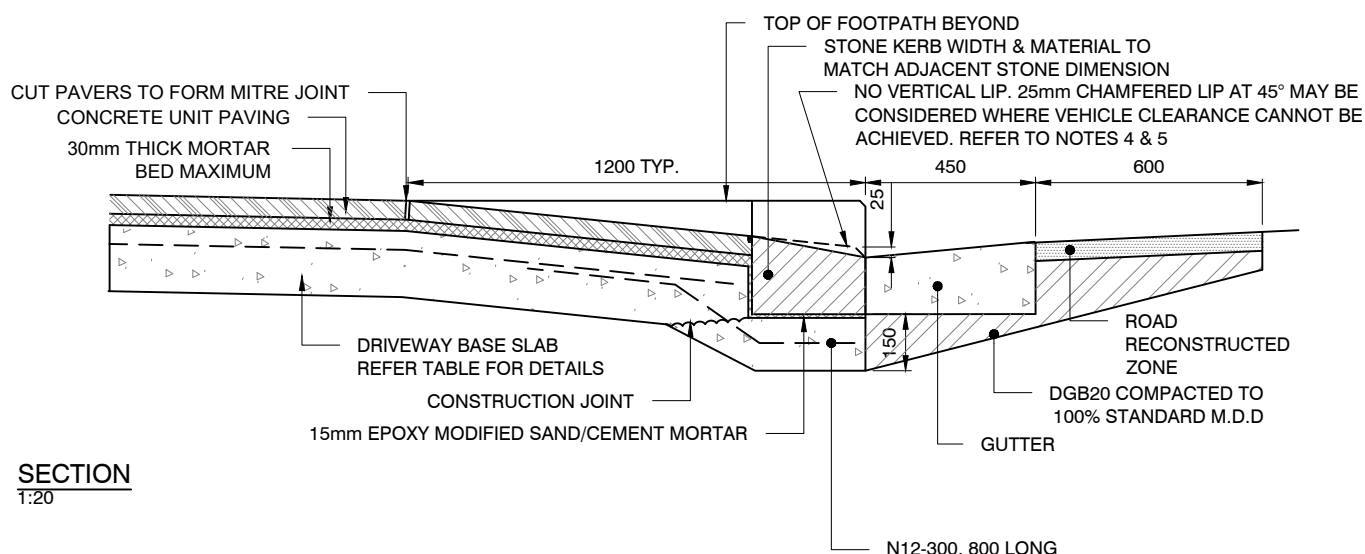 TOP OF FOOTPATH BEYOND
STONE KERB WIDTH & MATERIAL TO
MATCH ADJACENT STONE DIMENSION
NO VERTICAL LIP. 25mm CHAMFERED LIP AT 45° MAY BE
CONSIDERED WHERE VEHICLE CLEARANCE CANNOT BE
ACHIEVED. REFER TO NOTES 4 & 5
CUT PAVERS TO FORM MITRE JOINT
CONCRETE UNIT PAVING
30mm THICK MORTAR
BED MAXIMUM
1200 TYP.
450
600
25
150
DRIVEWAY BASE SLAB
REFER TABLE FOR DETAILS
CONSTRUCTION JOINT
15mm EPOXY MODIFIED SAND/CEMENT MORTAR
ROAD
RECONSTRUCTED
ZONE
DGB20 COMPACTED TO
100% STANDARD M.D.D
GUTTER
SECTION
1:20
N12-300, 800 LONG